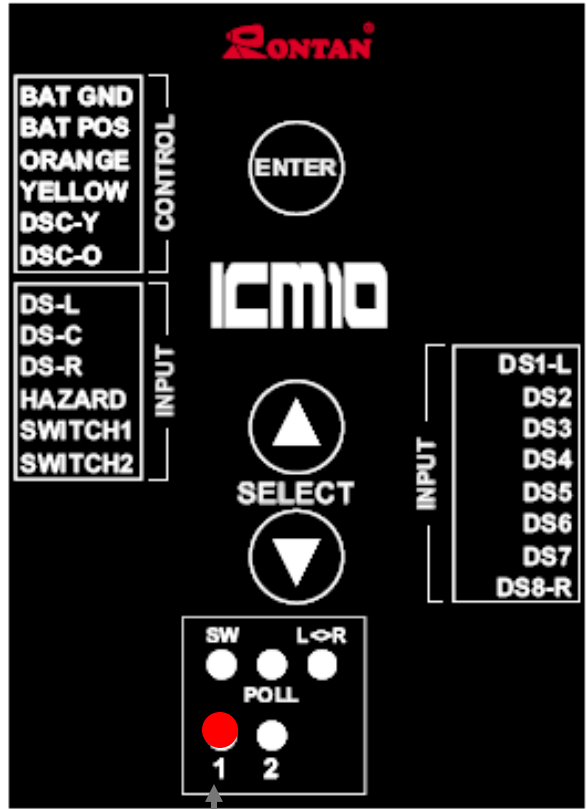 RONTAN®
BAT GND
BAT POS
ORANGE
YELLOW
DSC-Y
DSC-O
CONTROL
ENTER
ICM10
DS-L
DS-C
DS-R
HAZARD
SWITCH1
SWITCH2
INPUT
SELECT
INPUT
DS1-L
DS2
DS3
DS4
DS5
DS6
DS7
DS8-R
SW L<>R
POLL
1 2